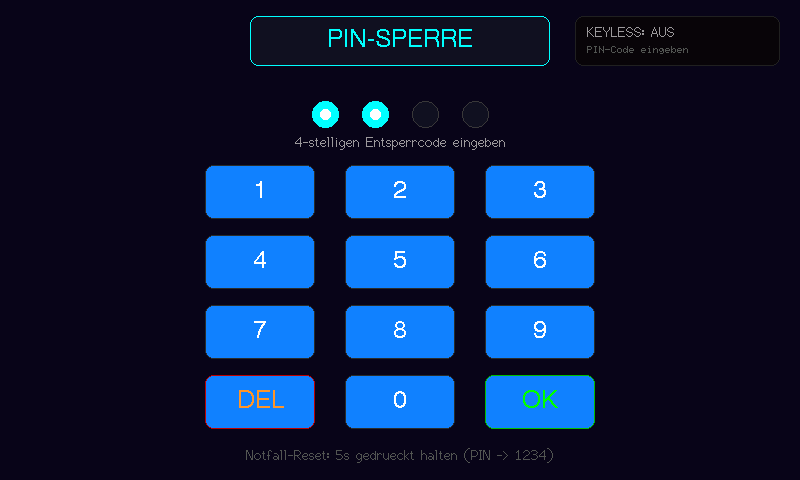 PIN-SPERRE
KEYLESS: AUS
PIN-Code eingeben
4-stelligen Entsperrcode eingeben
1 2 3
4 5 6
7 8 9
DEL 0 OK
Notfall-Reset: 5s gedrueckt halten (PIN -> 1234)